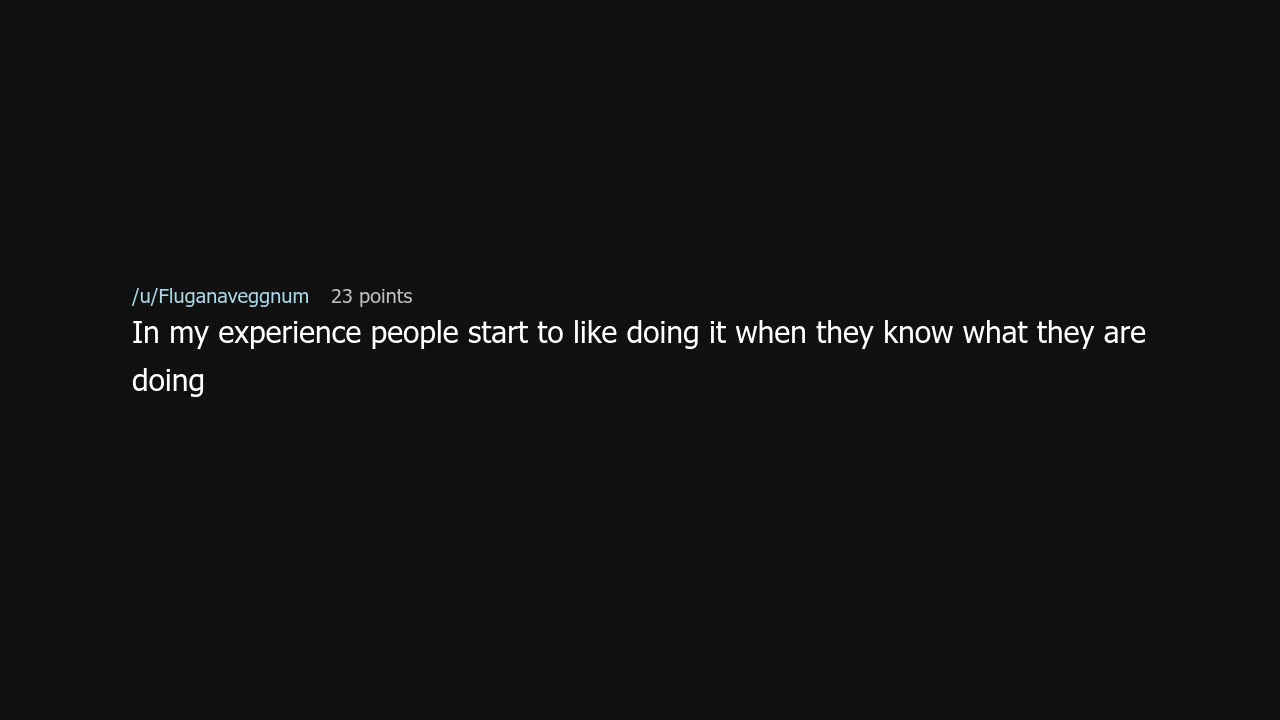 /u/Fluganaveggnum 23 points
In my experience people start to like doing it when they know what they are
doing